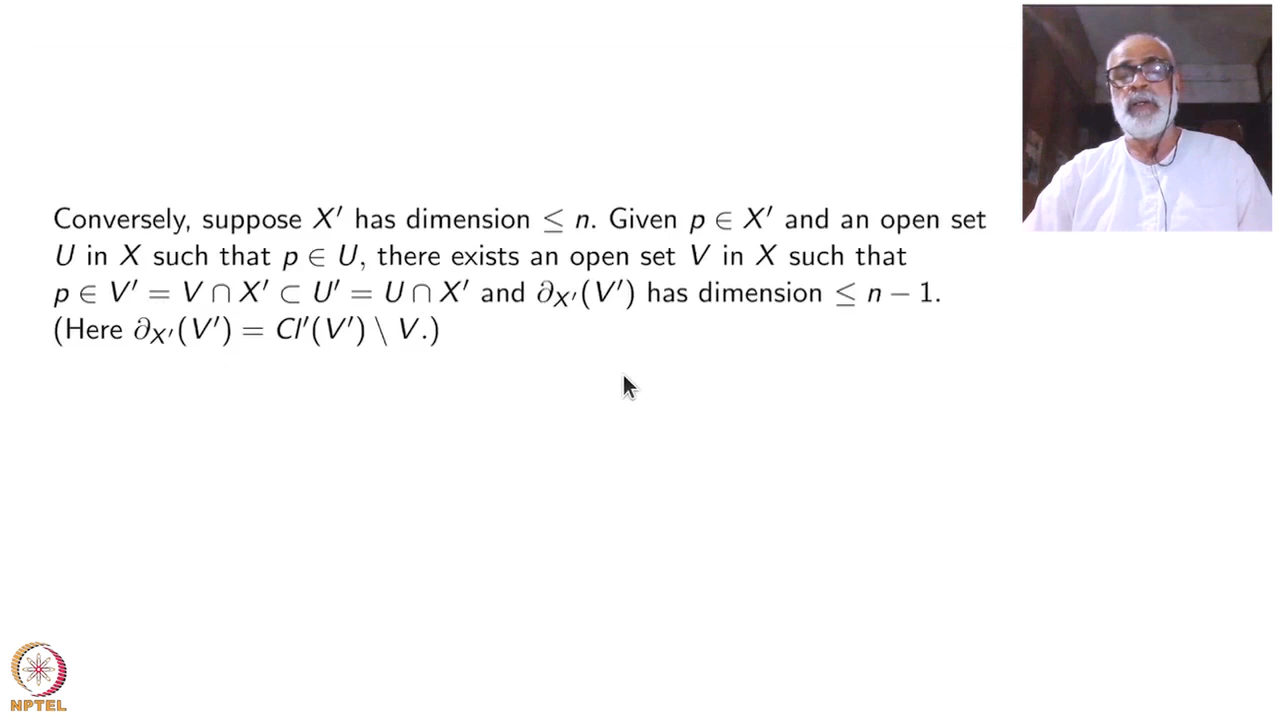 Conversely, suppose X′ has dimension ≤ n. Given p ∈ X′ and an open set
U in X such that p ∈ U, there exists an open set V in X such that
p ∈ V′ = V ∩ X′ ⊂ U′ = U ∩ X′ and ∂X′(V′) has dimension ≤ n − 1.
(Here ∂X′(V′) = Cl′(V′) \ V.)
NPTEL